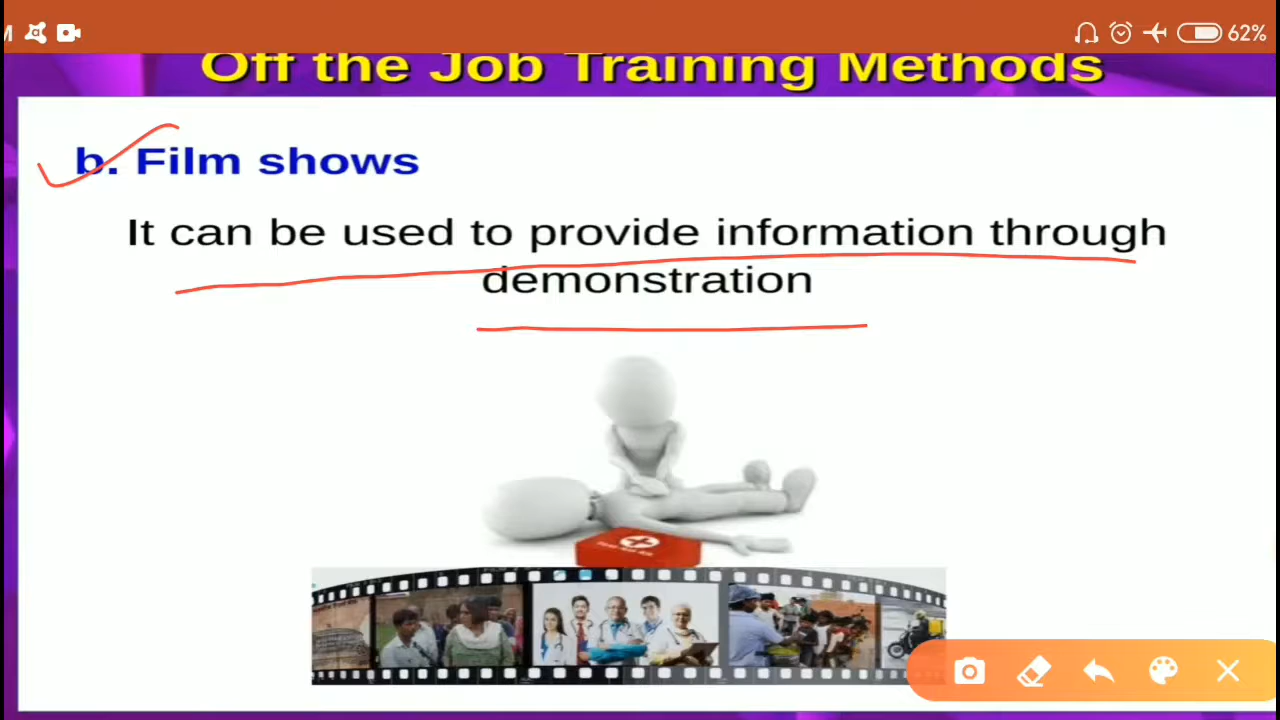 62%
Off the Job Training Methods
b. Film shows
It can be used to provide information through
demonstration